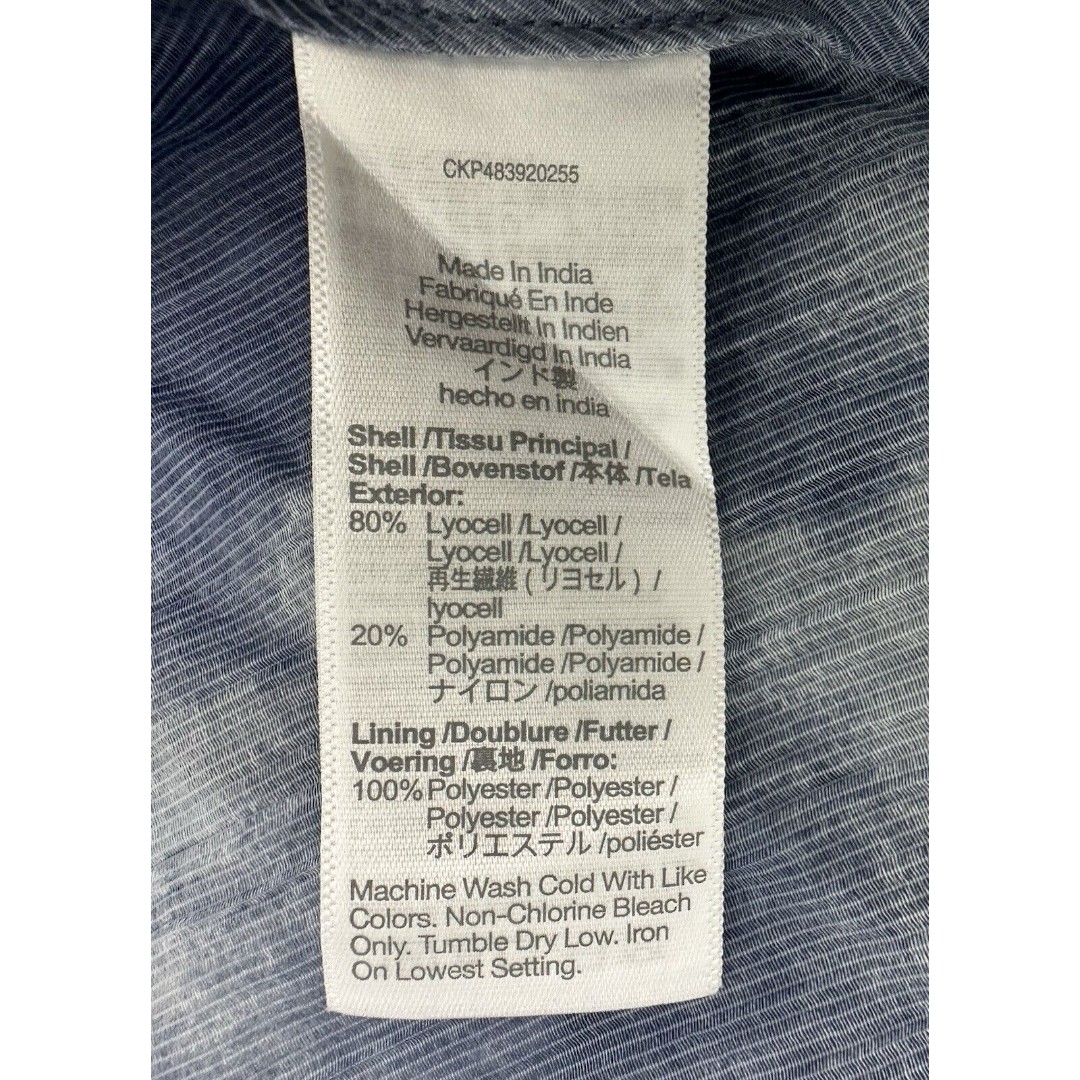 CKP483920255
Made In India
Fabriqué En Inde
Hergestellt In Indien
Vervaardigd In India
インド製
hecho en india
Shell /Tissu Principal /
Shell /Bovenstof /本体 /Tela
Exterior:
80% Lyocell /Lyocell /
Lyocell /Lyocell /
再生繊維 ( リヨセル ) /
lyocell
20% Polyamide /Polyamide /
Polyamide /Polyamide /
ナイロン /poliamida
Lining /Doublure /Futter /
Voering /裏地 /Forro:
100% Polyester /Polyester /
Polyester /Polyester /
ポリエステル /poliéster
Machine Wash Cold With Like
Colors. Non-Chlorine Bleach
Only. Tumble Dry Low. Iron
On Lowest Setting.